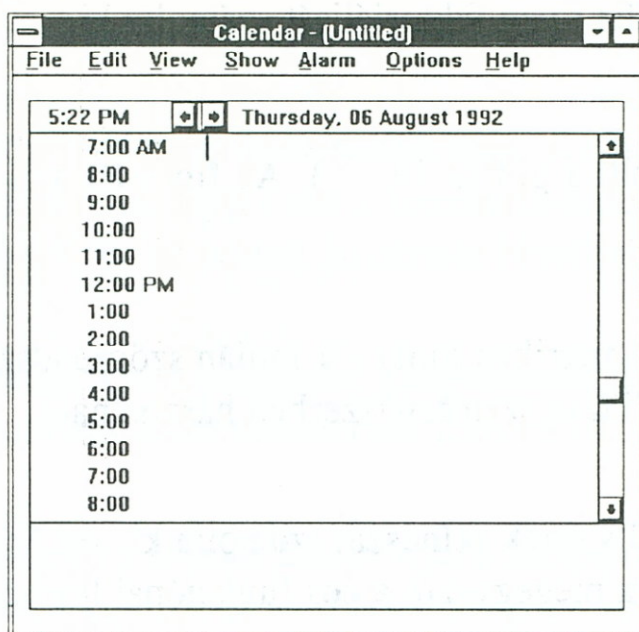 Calendar - (Untitled)
File Edit View Show Alarm Options Help
5:22 PM Thursday, 06 August 1992
7:00 AM
8:00
9:00
10:00
11:00
12:00 PM
1:00
2:00
3:00
4:00
5:00
6:00
7:00
8:00